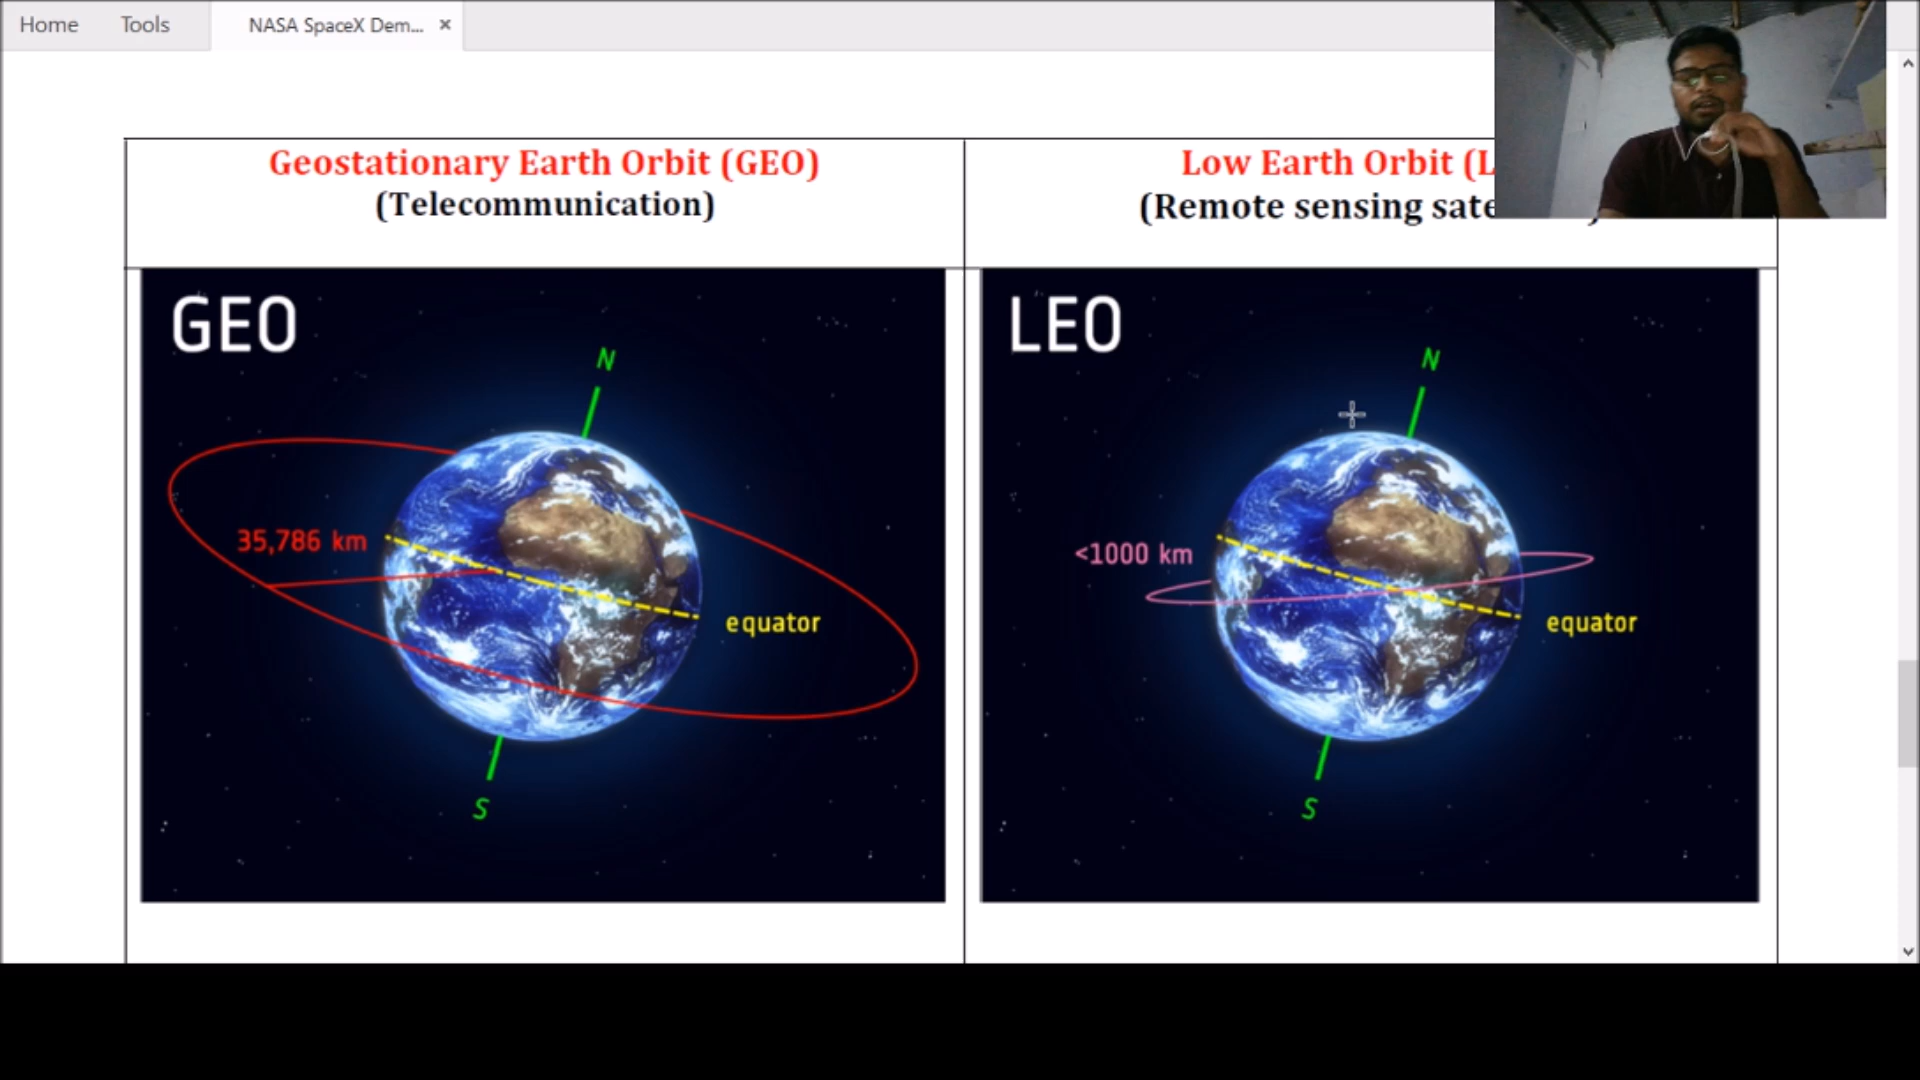 Home
Tools
NASA SpaceX Dem...
Geostationary Earth Orbit (GEO)
(Telecommunication)
Low Earth Orbit (L
(Remote sensing sate
GEO
N
35,786 km
equator
S
LEO
N
<1000 km
equator
S